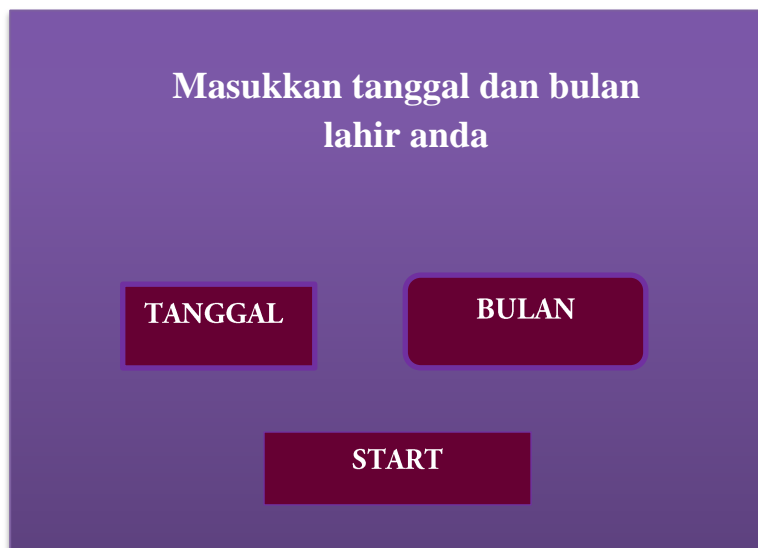 Masukkan tanggal dan bulan
lahir anda
TANGGAL
BULAN
START